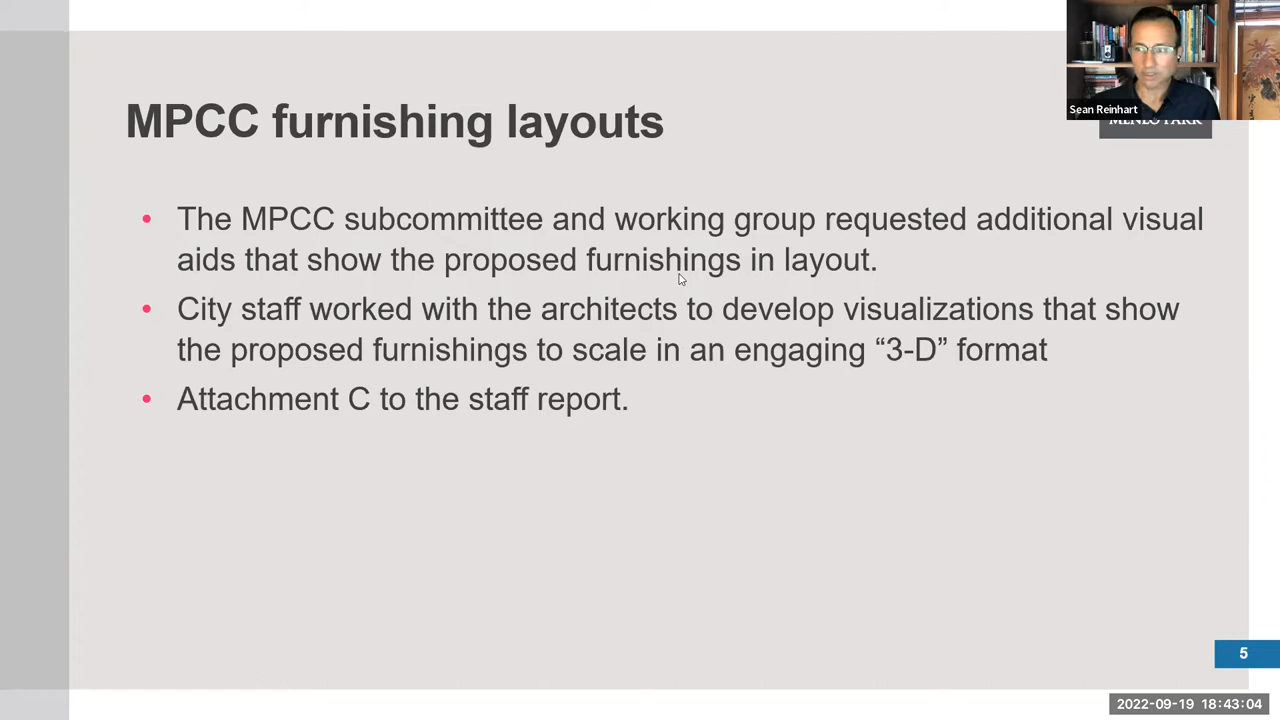 MPCC furnishing layouts
Sean Reinhart
MENLO PARK
• The MPCC subcommittee and working group requested additional visual
aids that show the proposed furnishings in layout.
• City staff worked with the architects to develop visualizations that show
the proposed furnishings to scale in an engaging “3-D” format
• Attachment C to the staff report.
5
2022-09-19 18:43:04